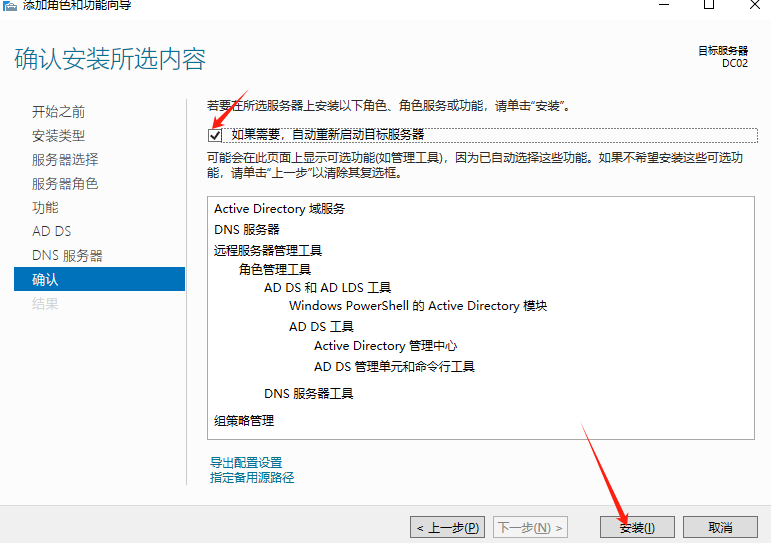 添加角色和功能向导
确认安装所选内容
目标服务器
DC02
开始之前
安装类型
服务器选择
服务器角色
功能
AD DS
DNS 服务器
确认
结果
若要在所选服务器上安装以下角色、角色服务或功能，请单击“安装”。
如果需要，自动重新启动目标服务器
可能会在此页面上显示可选功能(如管理工具)，因为已自动选择这些功能。如果不希望安装这些可选功
能，请单击“上一步”以清除其复选框。
Active Directory 域服务
DNS 服务器
远程服务器管理工具
角色管理工具
AD DS 和 AD LDS 工具
Windows PowerShell 的 Active Directory 模块
AD DS 工具
Active Directory 管理中心
AD DS 管理单元和命令行工具
DNS 服务器工具
组策略管理
导出配置设置
指定备用源路径
< 上一步(P)
下一步(N) >
安装(I)
取消